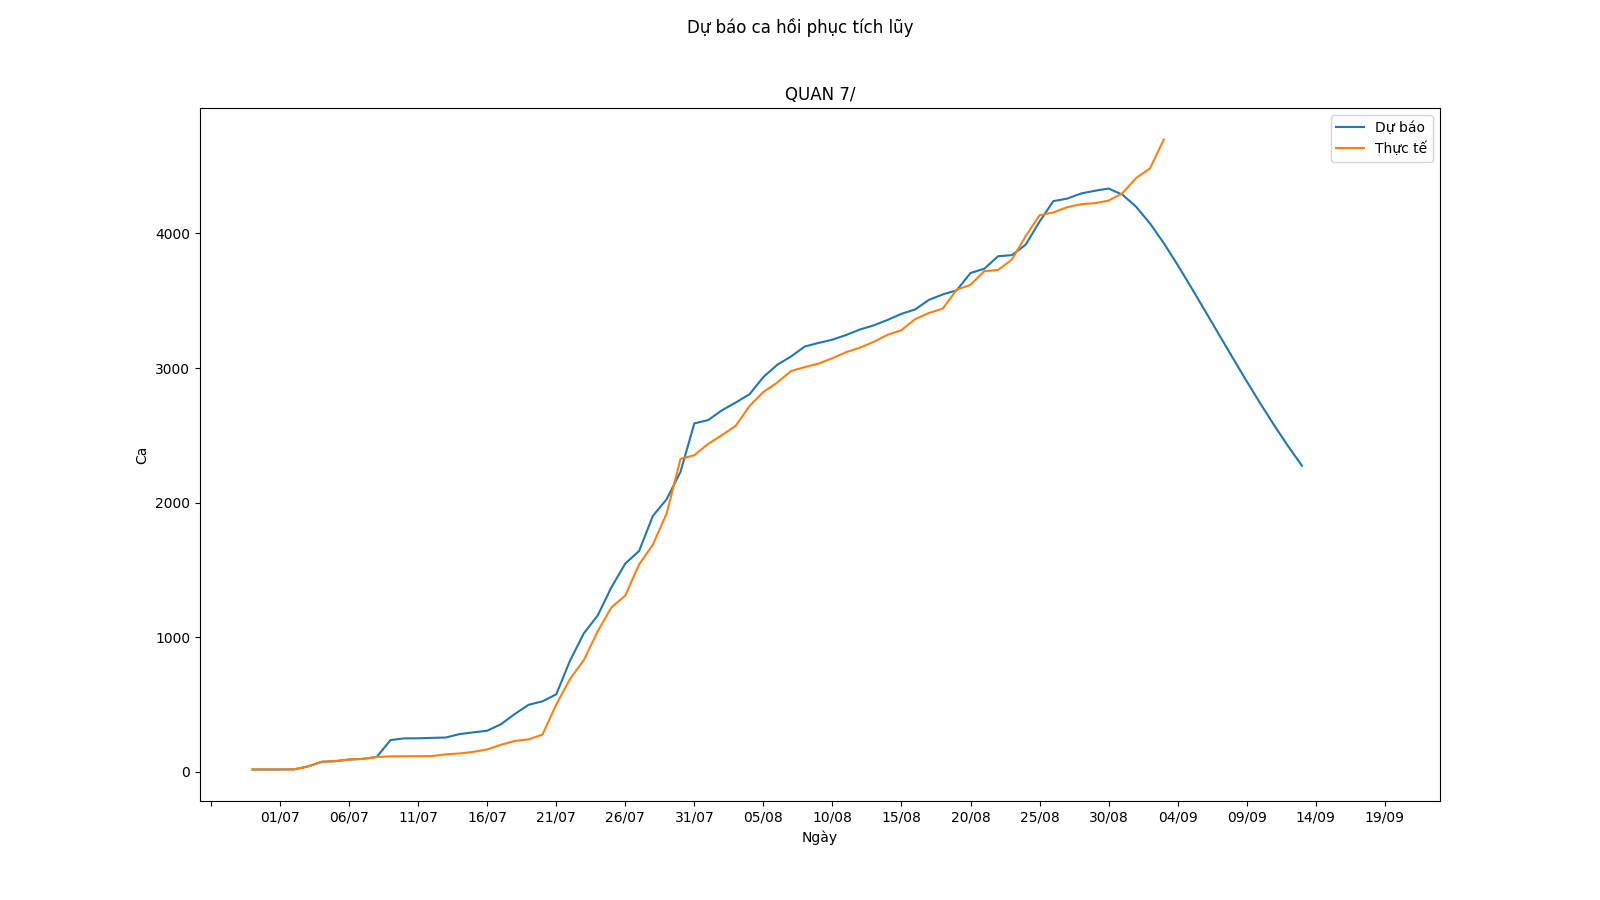 Dự báo ca hồi phục tích lũy
QUAN 7/
Dự báo
Thực tế
4000
3000
2000
1000
0
Ca
01/07 06/07 11/07 16/07 21/07 26/07 31/07 05/08 10/08 15/08 20/08 25/08 30/08 04/09 09/09 14/09 19/09
Ngày